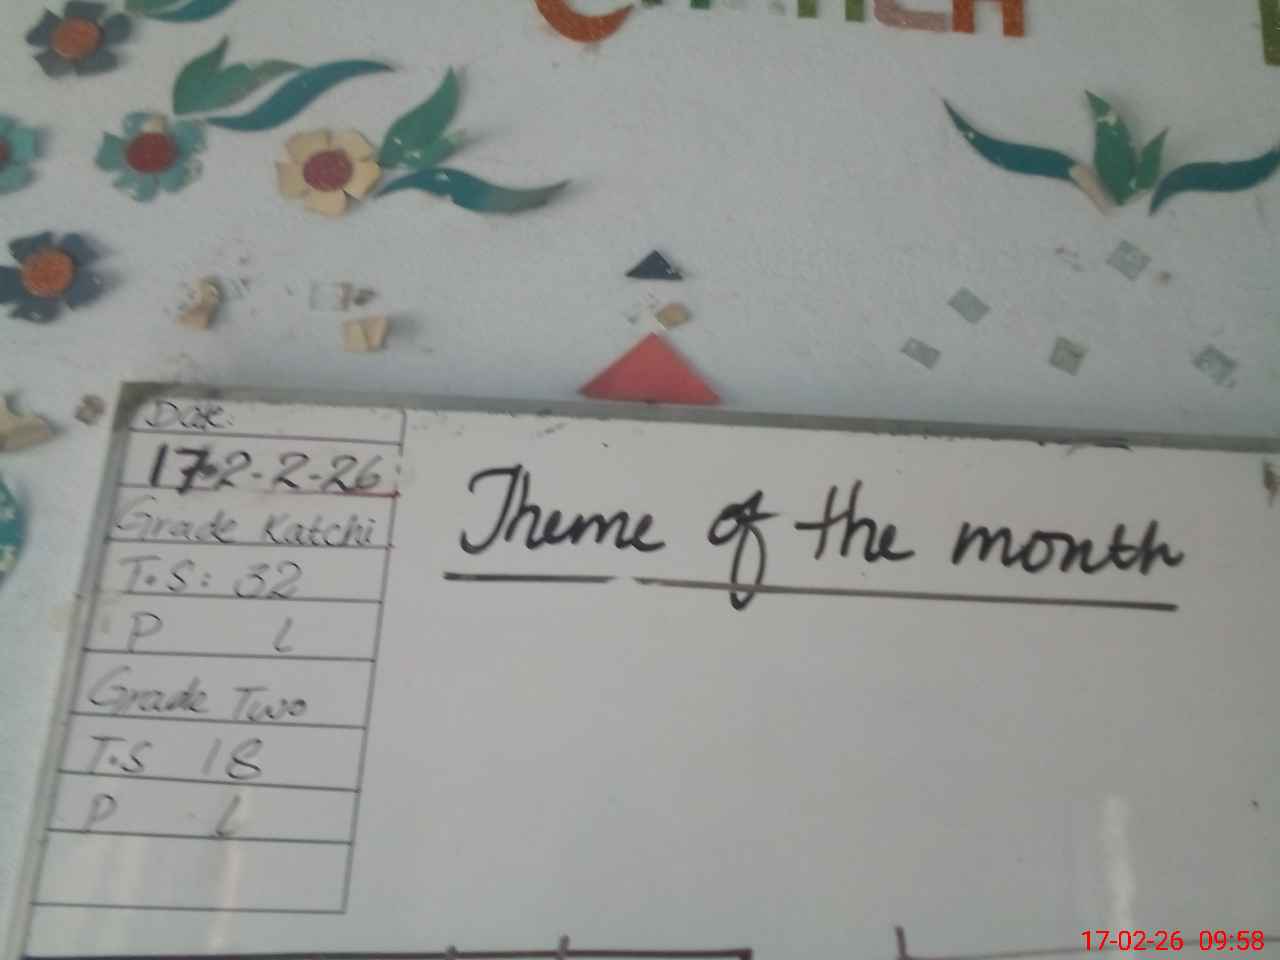 Date:
17-2-2-26
Grade Katchi
T.S: 32
P L
Grade Two
T.S 18
P L
Theme of the month
17-02-26 09:58